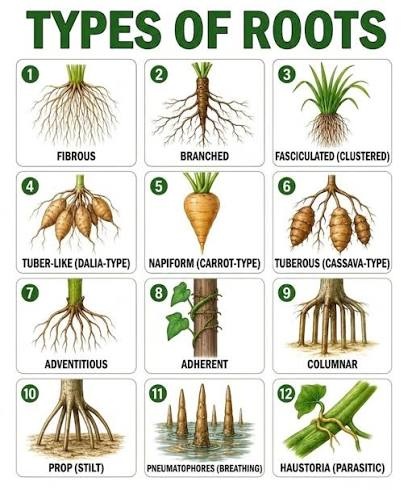 TYPES OF ROOTS
1
FIBROUS
2
BRANCHED
3
FASCICULATED (CLUSTERED)
4
TUBER-LIKE (DALIA-TYPE)
5
NAPIFORM (CARROT-TYPE)
6
TUBEROUS (CASSAVA-TYPE)
7
ADVENTITIOUS
8
ADHERENT
9
COLUMNAR
10
PROP (STILT)
11
PNEUMATOPHORES (BREATHING)
12
HAUSTORIA (PARASITIC)